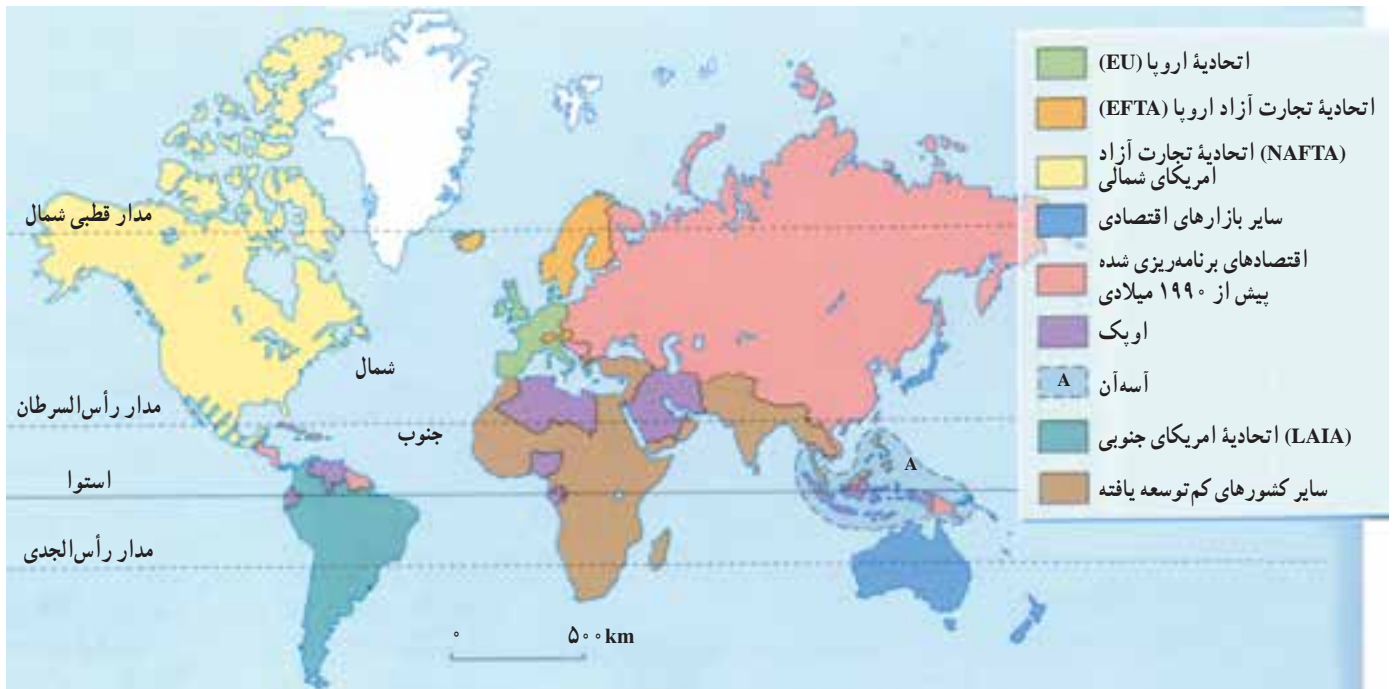 اتحادیهٔ اروپا (EU)
اتحادیهٔ تجارت آزاد اروپا (EFTA)
(NAFTA) اتحادیهٔ تجارت آزاد
امریکای شمالی
سایر بازارهای اقتصادی
اقتصادهای برنامه‌ریزی شده
پیش از ۱۹۹۰ میلادی
اوپک
A
آسه‌آن
(LAIA) اتحادیهٔ امریکای جنوبی
سایر کشورهای کم‌توسعه یافته
مدار قطبی شمال
شمال
مدار رأس‌السرطان
جنوب
A
استوا
مدار رأس‌الجدی
۰ ۵۰۰km